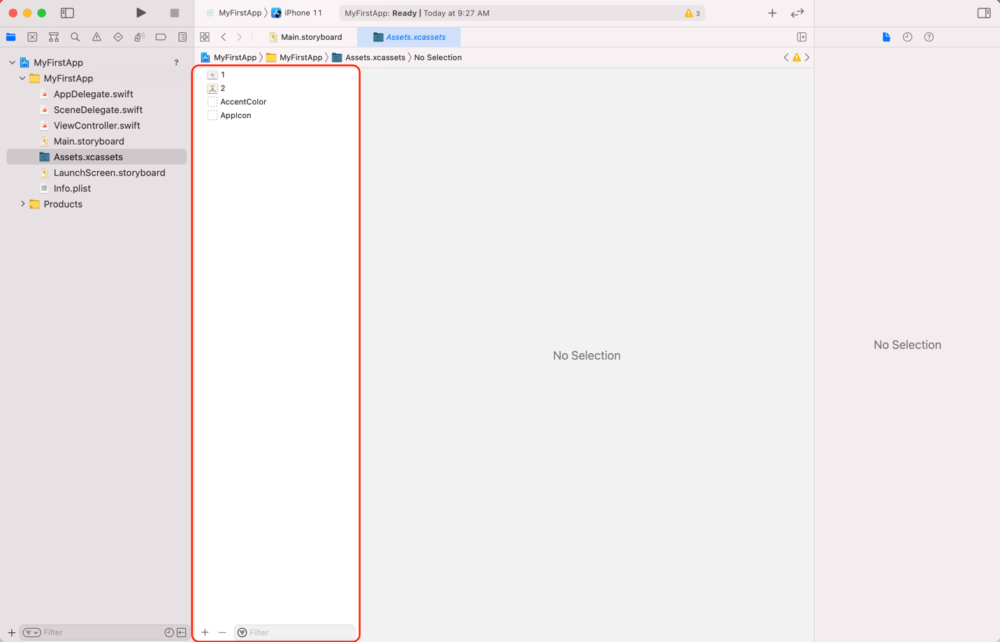 MyFirstApp 〉 iPhone 11
MyFirstApp: Ready | Today at 9:27 AM
3
Main.storyboard
Assets.xcassets
MyFirstApp 〉 MyFirstApp 〉 Assets.xcassets 〉 No Selection
MyFirstApp
?
MyFirstApp
AppDelegate.swift
SceneDelegate.swift
ViewController.swift
Main.storyboard
Assets.xcassets
LaunchScreen.storyboard
Info.plist
Products
1
2
AccentColor
AppIcon
No Selection
No Selection
Filter
Filter